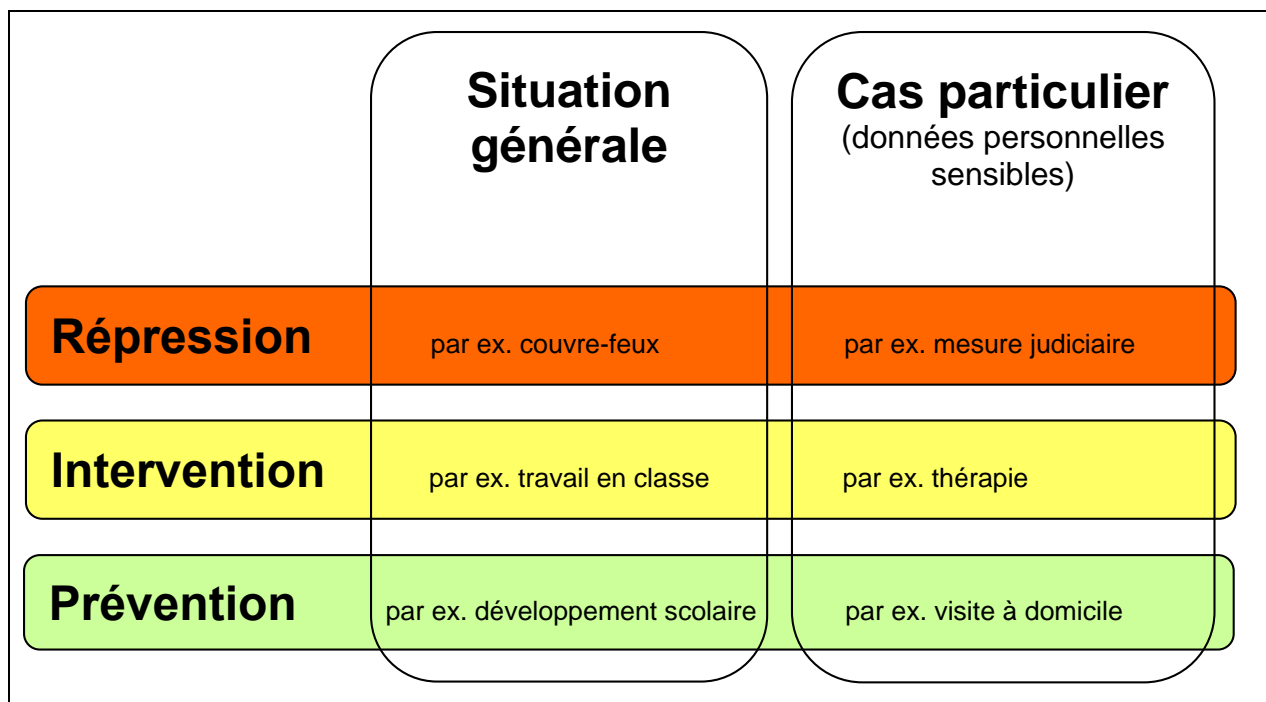 Situation
générale
Cas particulier
(données personnelles
sensibles)
Répression
par ex. couvre-feux
par ex. mesure judiciaire
Intervention
par ex. travail en classe
par ex. thérapie
Prévention
par ex. développement scolaire
par ex. visite à domicile